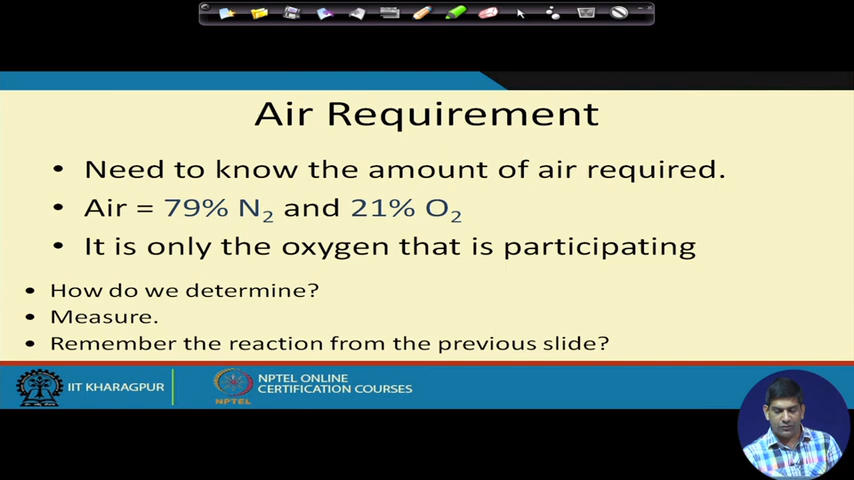 Air Requirement
• Need to know the amount of air required.
• Air = 79% N₂ and 21% O₂
• It is only the oxygen that is participating
• How do we determine?
• Measure.
• Remember the reaction from the previous slide?
IIT KHARAGPUR
NPTEL
NPTEL ONLINE
CERTIFICATION COURSES